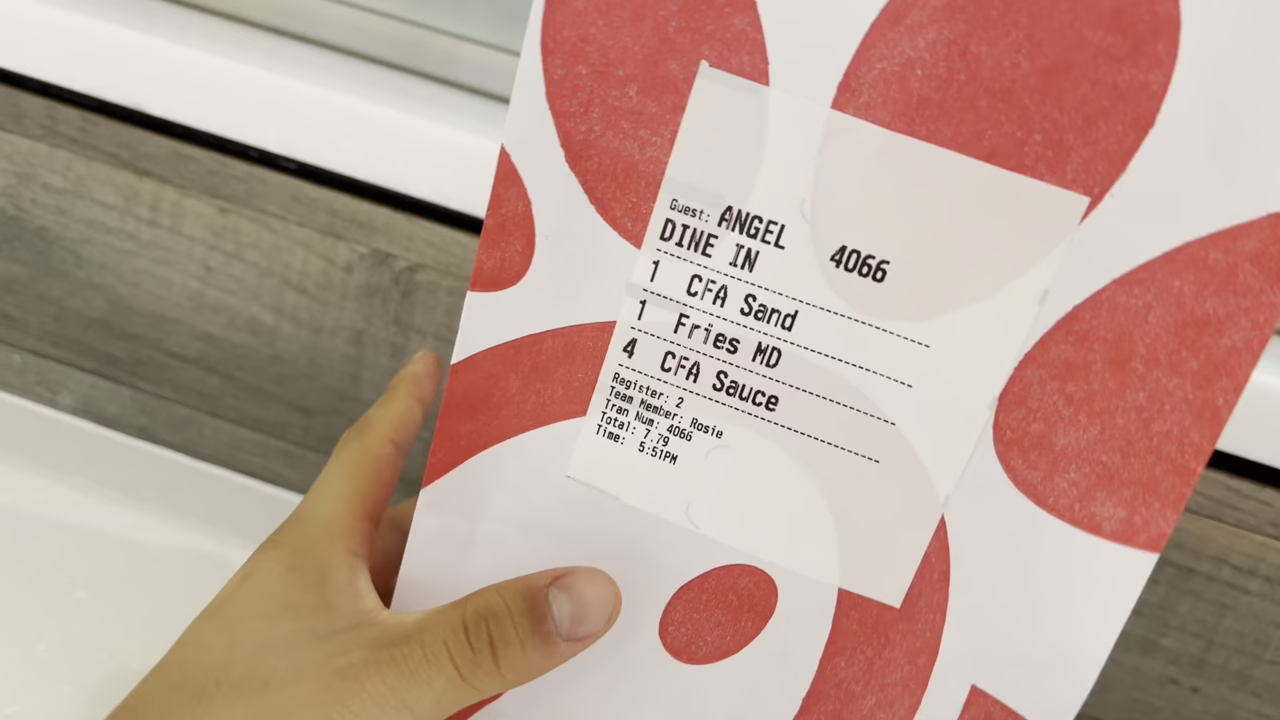 Guest: ANGEL
DINE IN 4066
1 CFA Sand
1 Fries MD
4 CFA Sauce
Register: 2
Team Member: Rosie
Tran Num: 4066
Total: 7.79
Time: 5:51PM